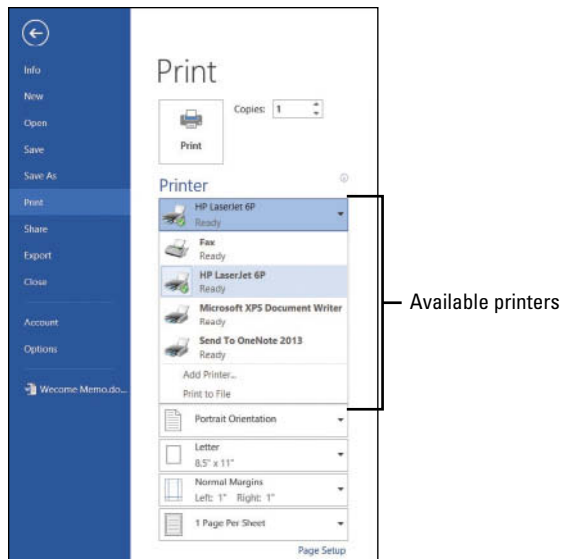 Info
New
Open
Save
Save As
Print
Share
Export
Close
Account
Options
Wecome Memo.do...
Print
Copies: 1
Print
Printer
HP LaserJet 6P
Ready
Fax
Ready
HP LaserJet 6P
Ready
Microsoft XPS Document Writer
Ready
Send To OneNote 2013
Ready
Add Printer...
Print to File
Portrait Orientation
Letter
8.5" x 11"
Normal Margins
Left: 1" Right: 1"
1 Page Per Sheet
Page Setup
Available printers